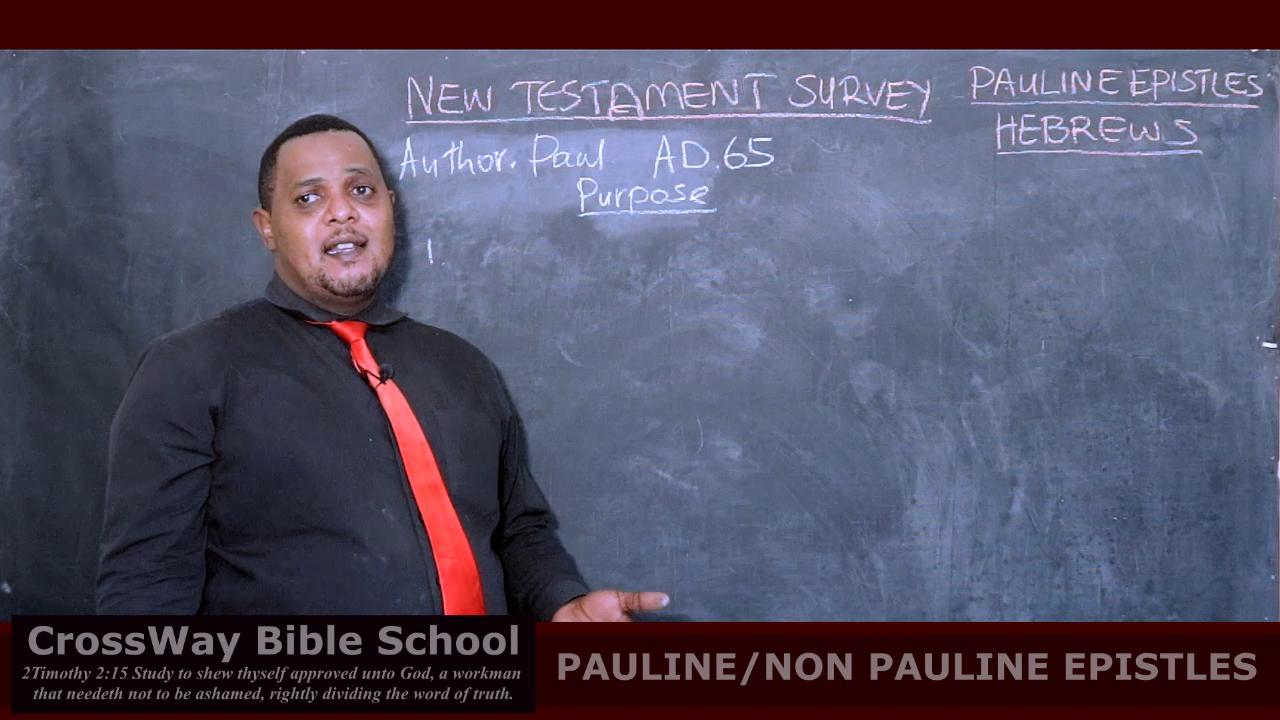 NEW TESTAMENT SURVEY
PAULINE EPISTLES
HEBREWS
Author. Paul AD.65
Purpose
1
CrossWay Bible School
2Timothy 2:15 Study to shew thyself approved unto God, a workman
that needeth not to be ashamed, rightly dividing the word of truth.
PAULINE/NON PAULINE EPISTLES